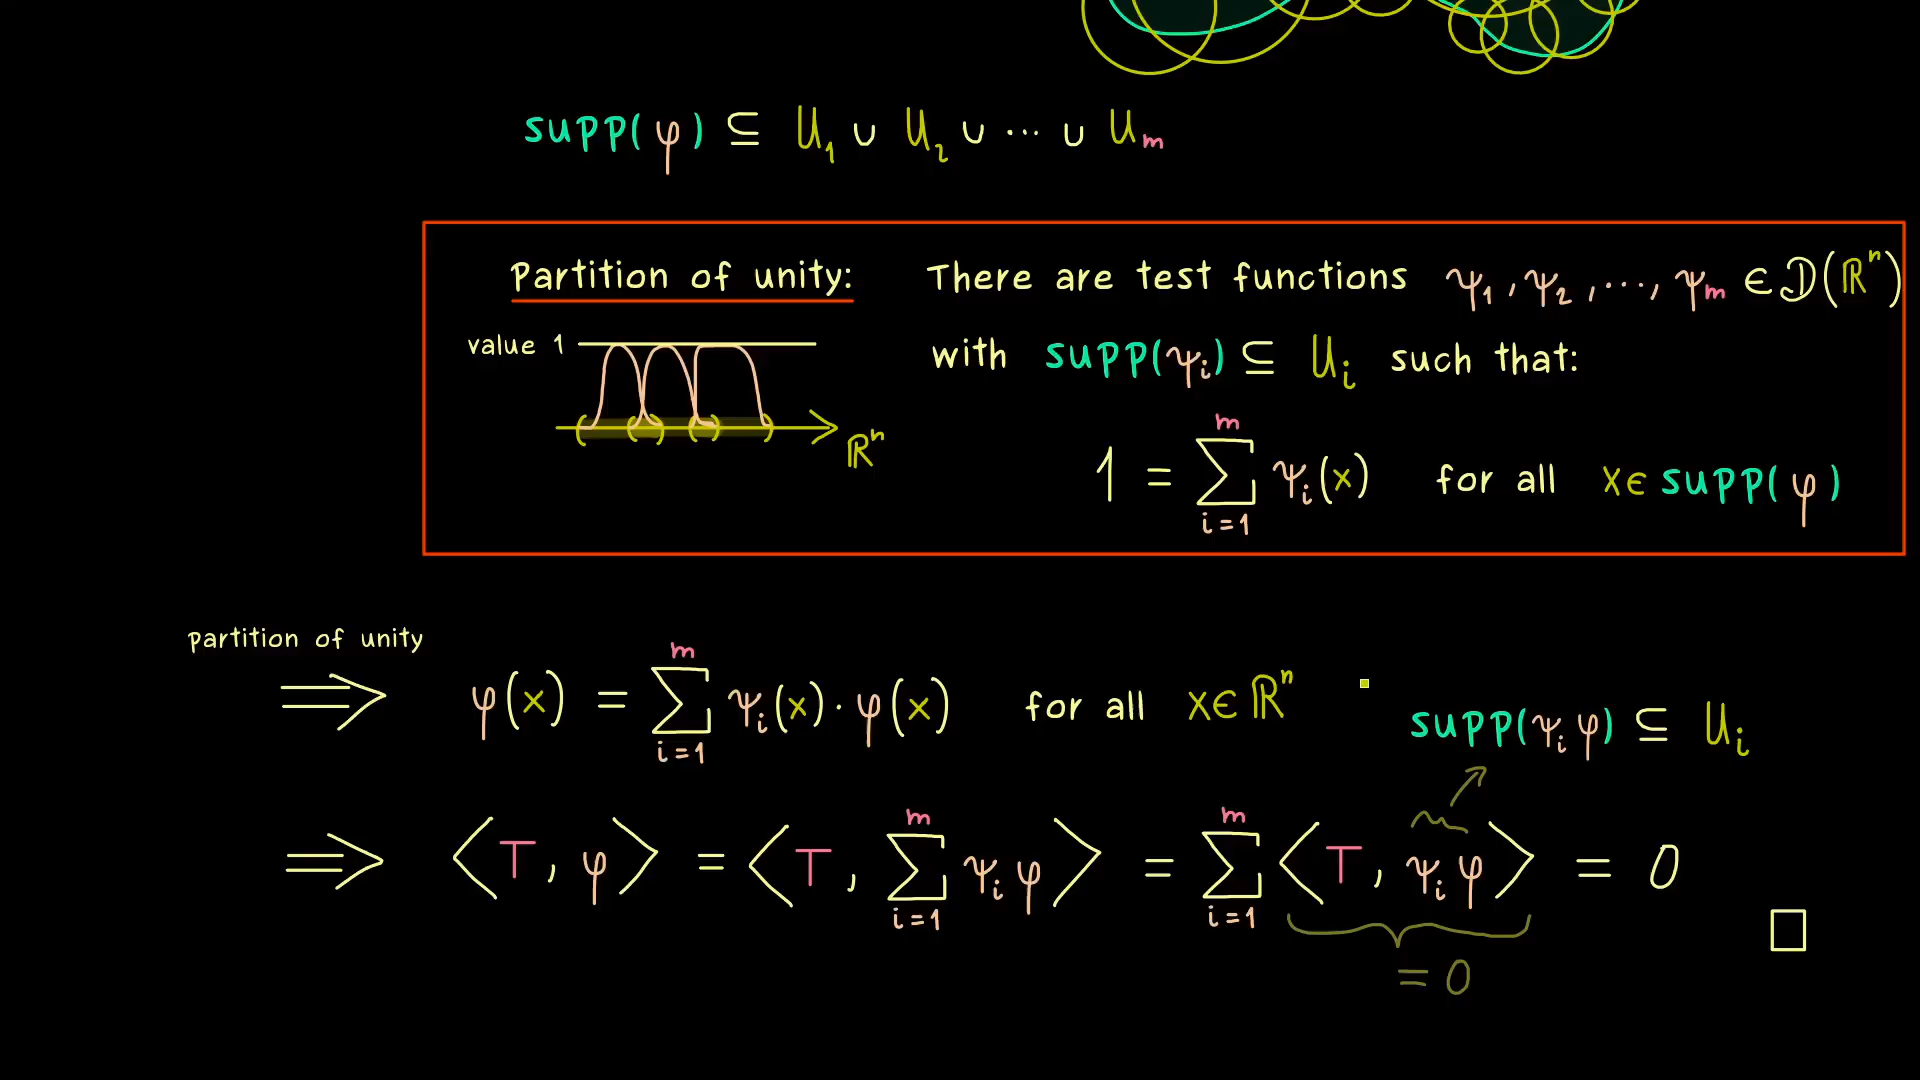 supp(φ) ⊆ U₁ ∪ U₂ ∪ ⋯ ∪ Uₘ
Partition of unity: There are test functions ψ₁, ψ₂, ..., ψₘ ∈ 𝒟(ℝⁿ)
value 1
with supp(ψᵢ) ⊆ Uᵢ such that:
ℝⁿ
1 = ∑ᵢ₌₁ᵐ ψᵢ(x) for all x ∈ supp(φ)
partition of unity
⟹ φ(x) = ∑ᵢ₌₁ᵐ ψᵢ(x) · φ(x) for all x ∈ ℝⁿ
supp(ψᵢ φ) ⊆ Uᵢ
⟹ ⟨T, φ⟩ = ⟨T, ∑ᵢ₌₁ᵐ ψᵢ φ⟩ = ∑ᵢ₌₁ᵐ ⟨T, ψᵢ φ⟩ = 0
= 0
□